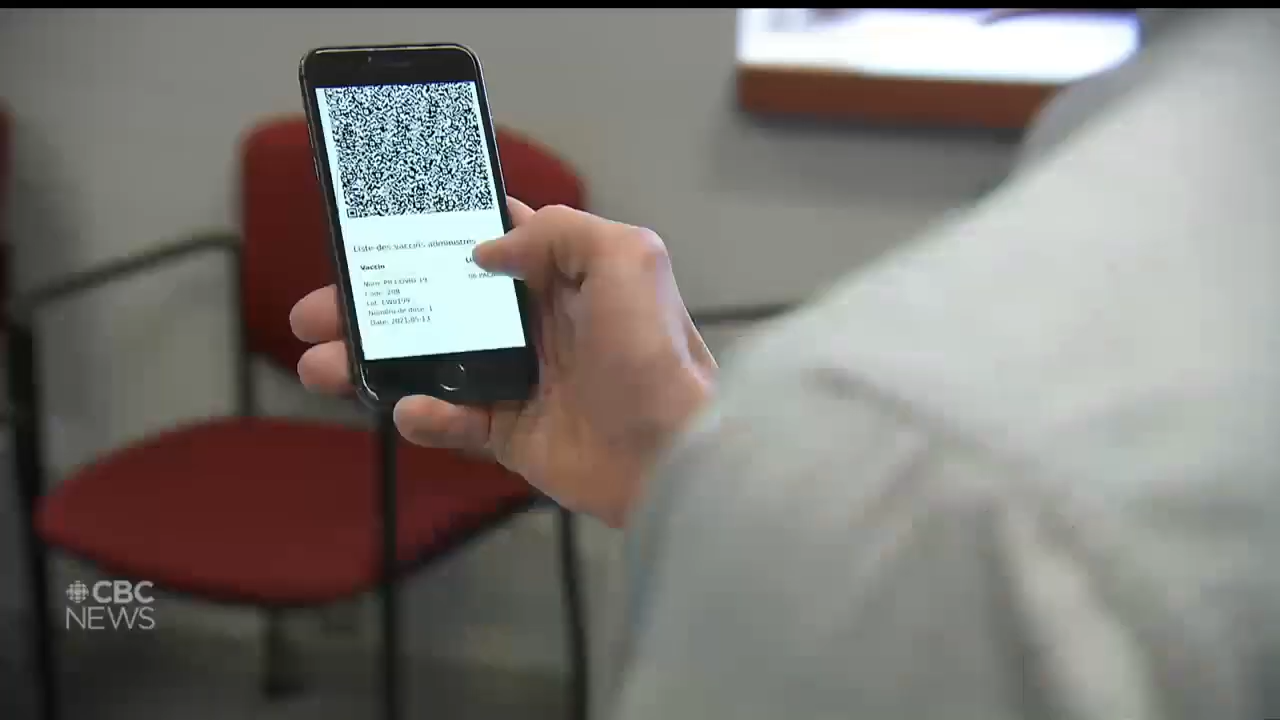 Liste des vaccins administrés
Vaccin
Nom: PB COVID-19
Code: 208
Lot: EW0199
Numéro de dose: 1
Date: 2021-05-13
CBC
NEWS